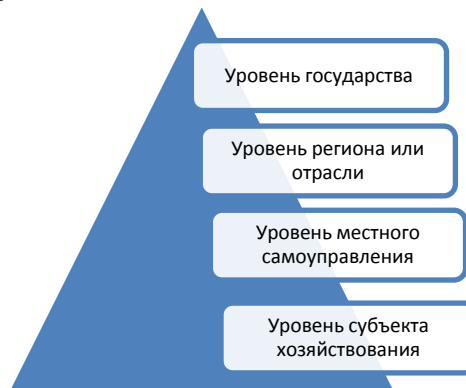 Уровень государства
Уровень региона или
отрасли
Уровень местного
самоуправления
Уровень субъекта
хозяйствования